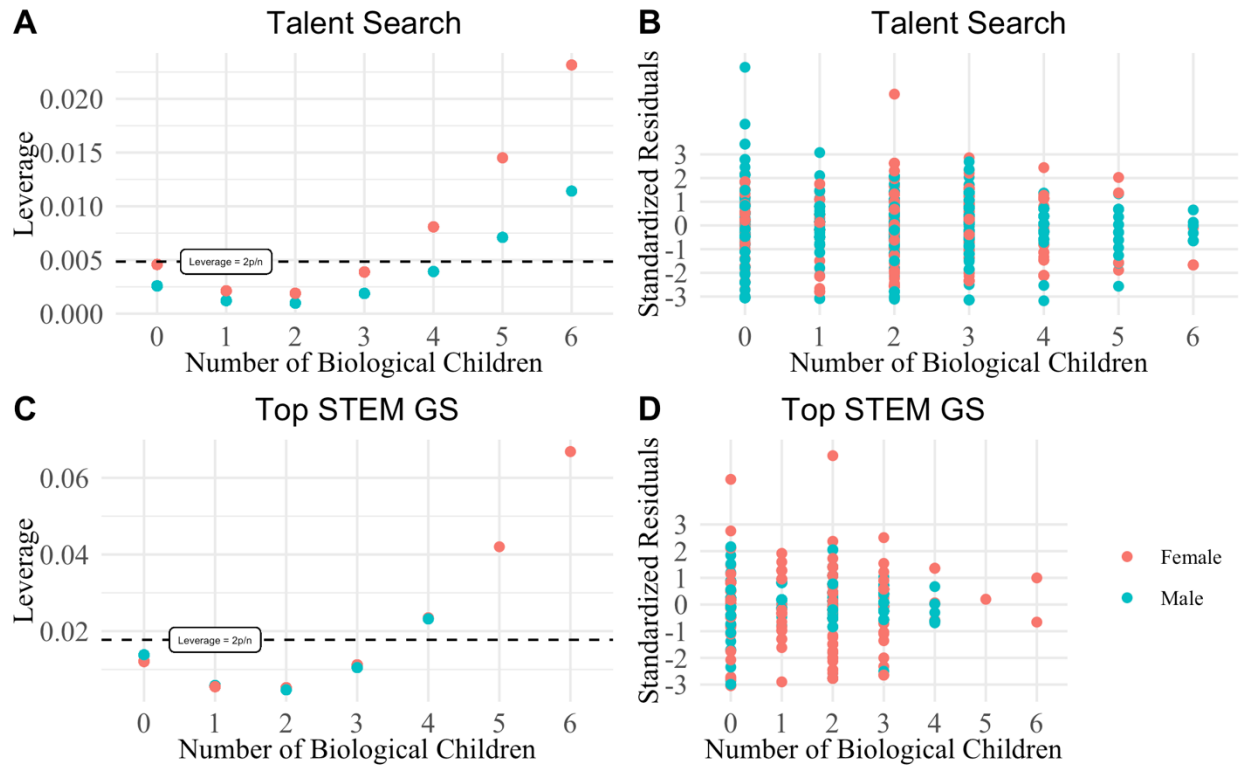 A
Talent Search
Leverage
0.020
0.015
0.010
0.005
0.000
Leverage = 2p/n
0 1 2 3 4 5 6
Number of Biological Children
B
Talent Search
Standardized Residuals
3
2
1
0
-1
-2
-3
0 1 2 3 4 5 6
Number of Biological Children
C
Top STEM GS
Leverage
0.06
0.04
0.02
Leverage = 2p/n
0 1 2 3 4 5 6
Number of Biological Children
D
Top STEM GS
Standardized Residuals
3
2
1
0
-1
-2
-3
0 1 2 3 4 5 6
Number of Biological Children
Female
Male